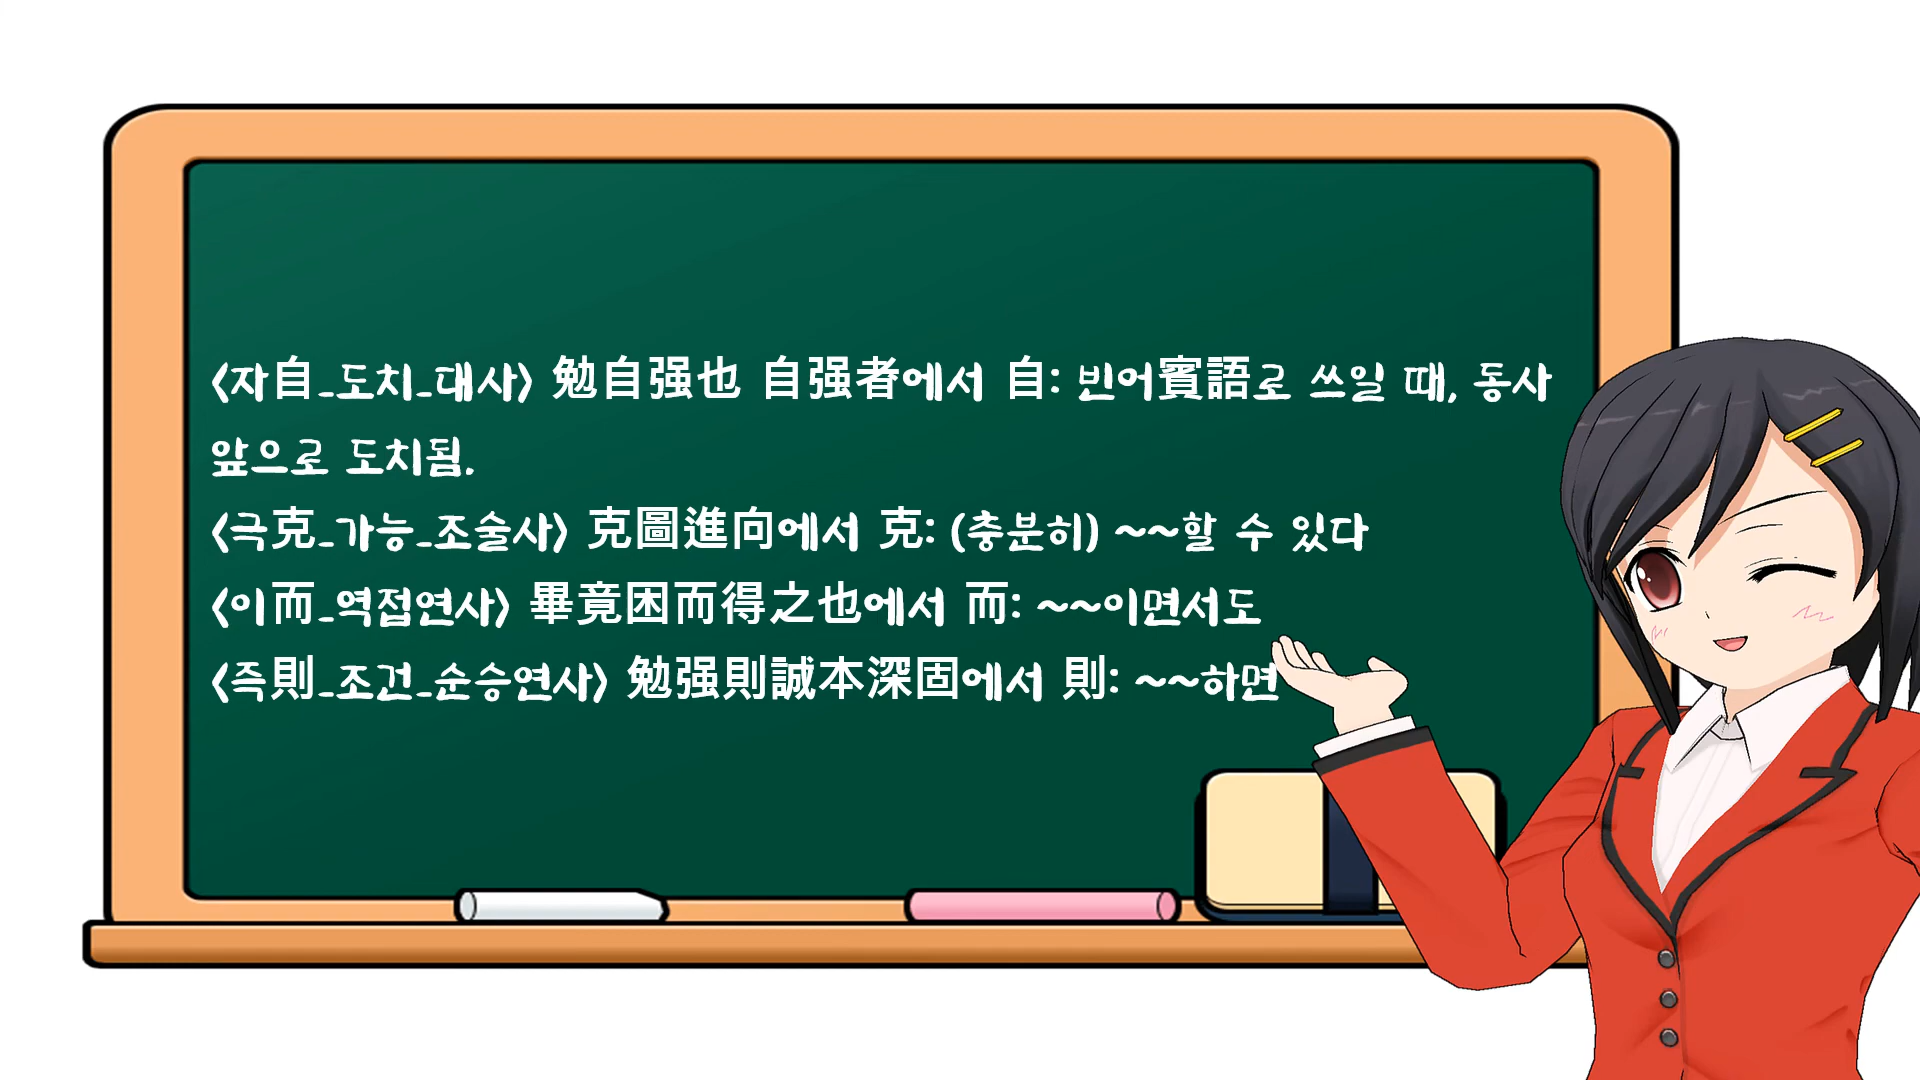 <자自_도치_대사> 勉自强也 自强者에서 自: 빈어賓語로 쓰일 때, 동사
앞으로 도치됨.
<극克_가능_조술사> 克圖進向에서 克: (충분히) ~~할 수 있다
<이而_역접연사> 畢竟困而得之也에서 而: ~~이면서도
<즉則_조건_순승연사> 勉强則誠本深固에서 則: ~~하면